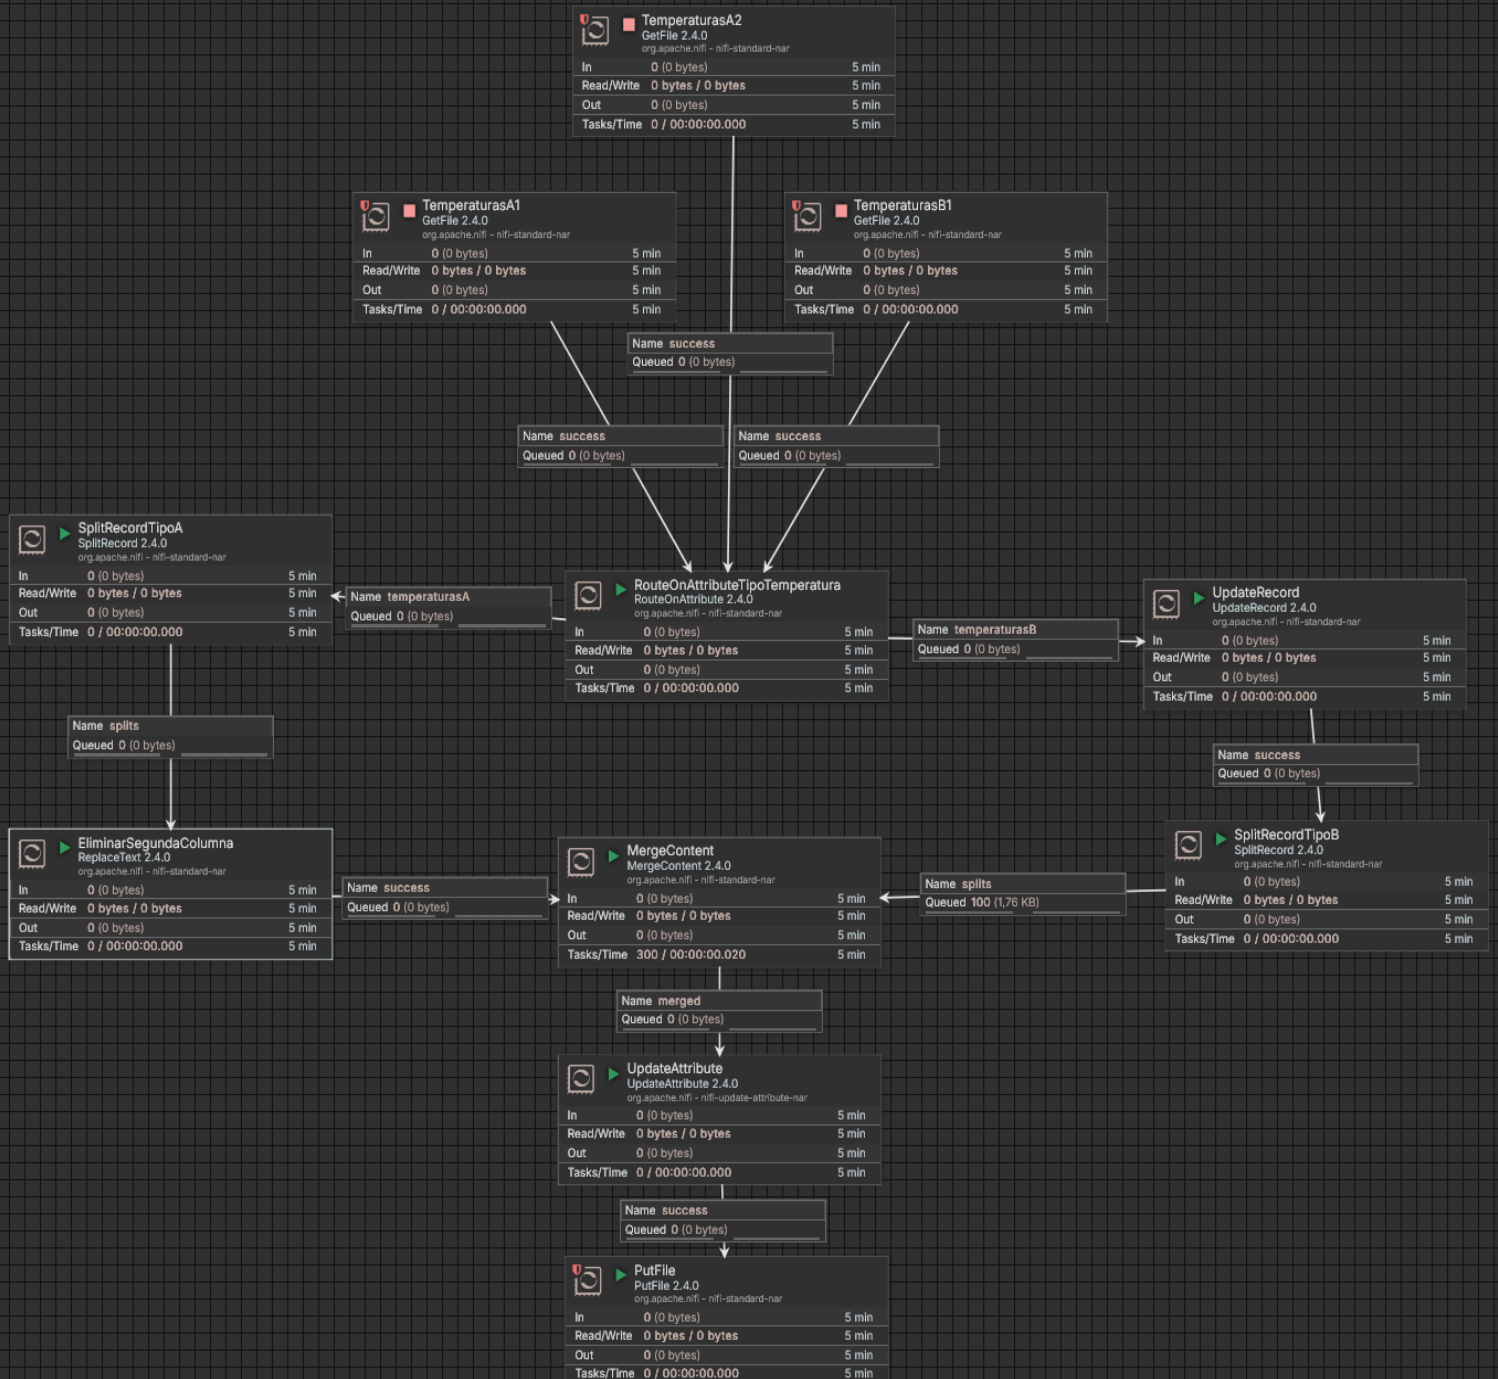 TemperaturasA2
GetFile 2.4.0
org.apache.nifi - nifi-standard-nar
In 0 (0 bytes) 5 min
Read/Write 0 bytes / 0 bytes 5 min
Out 0 (0 bytes) 5 min
Tasks/Time 0 / 00:00:00.000 5 min
TemperaturasA1
GetFile 2.4.0
org.apache.nifi - nifi-standard-nar
In 0 (0 bytes) 5 min
Read/Write 0 bytes / 0 bytes 5 min
Out 0 (0 bytes) 5 min
Tasks/Time 0 / 00:00:00.000 5 min
TemperaturasB1
GetFile 2.4.0
org.apache.nifi - nifi-standard-nar
In 0 (0 bytes) 5 min
Read/Write 0 bytes / 0 bytes 5 min
Out 0 (0 bytes) 5 min
Tasks/Time 0 / 00:00:00.000 5 min
Name success
Queued 0 (0 bytes)
Name success
Queued 0 (0 bytes)
Name success
Queued 0 (0 bytes)
SplitRecordTipoA
SplitRecord 2.4.0
org.apache.nifi - nifi-standard-nar
In 0 (0 bytes) 5 min
Read/Write 0 bytes / 0 bytes 5 min
Out 0 (0 bytes) 5 min
Tasks/Time 0 / 00:00:00.000 5 min
Name temperaturasA
Queued 0 (0 bytes)
RouteOnAttributeTipoTemperatura
RouteOnAttribute 2.4.0
org.apache.nifi - nifi-standard-nar
In 0 (0 bytes) 5 min
Read/Write 0 bytes / 0 bytes 5 min
Out 0 (0 bytes) 5 min
Tasks/Time 0 / 00:00:00.000 5 min
Name temperaturasB
Queued 0 (0 bytes)
UpdateRecord
UpdateRecord 2.4.0
org.apache.nifi - nifi-standard-nar
In 0 (0 bytes) 5 min
Read/Write 0 bytes / 0 bytes 5 min
Out 0 (0 bytes) 5 min
Tasks/Time 0 / 00:00:00.000 5 min
Name splits
Queued 0 (0 bytes)
Name success
Queued 0 (0 bytes)
EliminarSegundaColumna
ReplaceText 2.4.0
org.apache.nifi - nifi-standard-nar
In 0 (0 bytes) 5 min
Read/Write 0 bytes / 0 bytes 5 min
Out 0 (0 bytes) 5 min
Tasks/Time 0 / 00:00:00.000 5 min
Name success
Queued 0 (0 bytes)
MergeContent
MergeContent 2.4.0
org.apache.nifi - nifi-standard-nar
In 0 (0 bytes) 5 min
Read/Write 0 bytes / 0 bytes 5 min
Out 0 (0 bytes) 5 min
Tasks/Time 300 / 00:00:00.020 5 min
Name splits
Queued 100 (1,76 KB)
SplitRecordTipoB
SplitRecord 2.4.0
org.apache.nifi - nifi-standard-nar
In 0 (0 bytes) 5 min
Read/Write 0 bytes / 0 bytes 5 min
Out 0 (0 bytes) 5 min
Tasks/Time 0 / 00:00:00.000 5 min
Name merged
Queued 0 (0 bytes)
UpdateAttribute
UpdateAttribute 2.4.0
org.apache.nifi - nifi-update-attribute-nar
In 0 (0 bytes) 5 min
Read/Write 0 bytes / 0 bytes 5 min
Out 0 (0 bytes) 5 min
Tasks/Time 0 / 00:00:00.000 5 min
Name success
Queued 0 (0 bytes)
PutFile
PutFile 2.4.0
org.apache.nifi - nifi-standard-nar
In 0 (0 bytes) 5 min
Read/Write 0 bytes / 0 bytes 5 min
Out 0 (0 bytes) 5 min
Tasks/Time 0 / 00:00:00.000 5 min